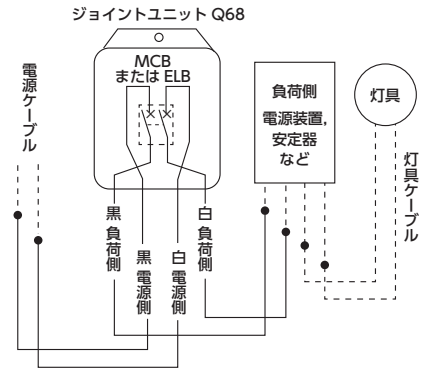 ジョイントユニット Q68
MCB
または ELB
電源ケーブル
負荷側
電源装置,
安定器
など
灯具
灯具ケーブル
黒 負荷側
黒 電源側
白 電源側
白 負荷側